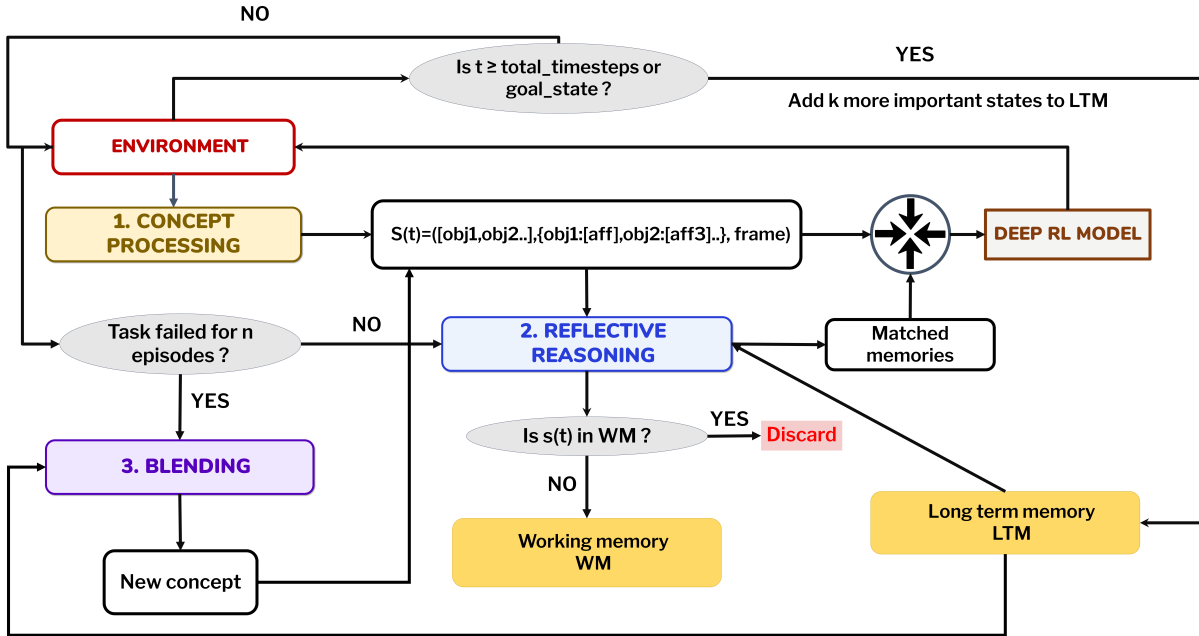 NO
Is t ≥ total_timesteps or
goal_state ?
YES
Add k more important states to LTM
ENVIRONMENT
1. CONCEPT
PROCESSING
S(t)=([obj1,obj2..],{obj1:[aff],obj2:[aff3]..}, frame)
DEEP RL MODEL
Task failed for n
episodes ?
NO
2. REFLECTIVE
REASONING
Matched
memories
YES
Is s(t) in WM ?
YES
Discard
3. BLENDING
NO
Long term memory
LTM
Working memory
WM
New concept